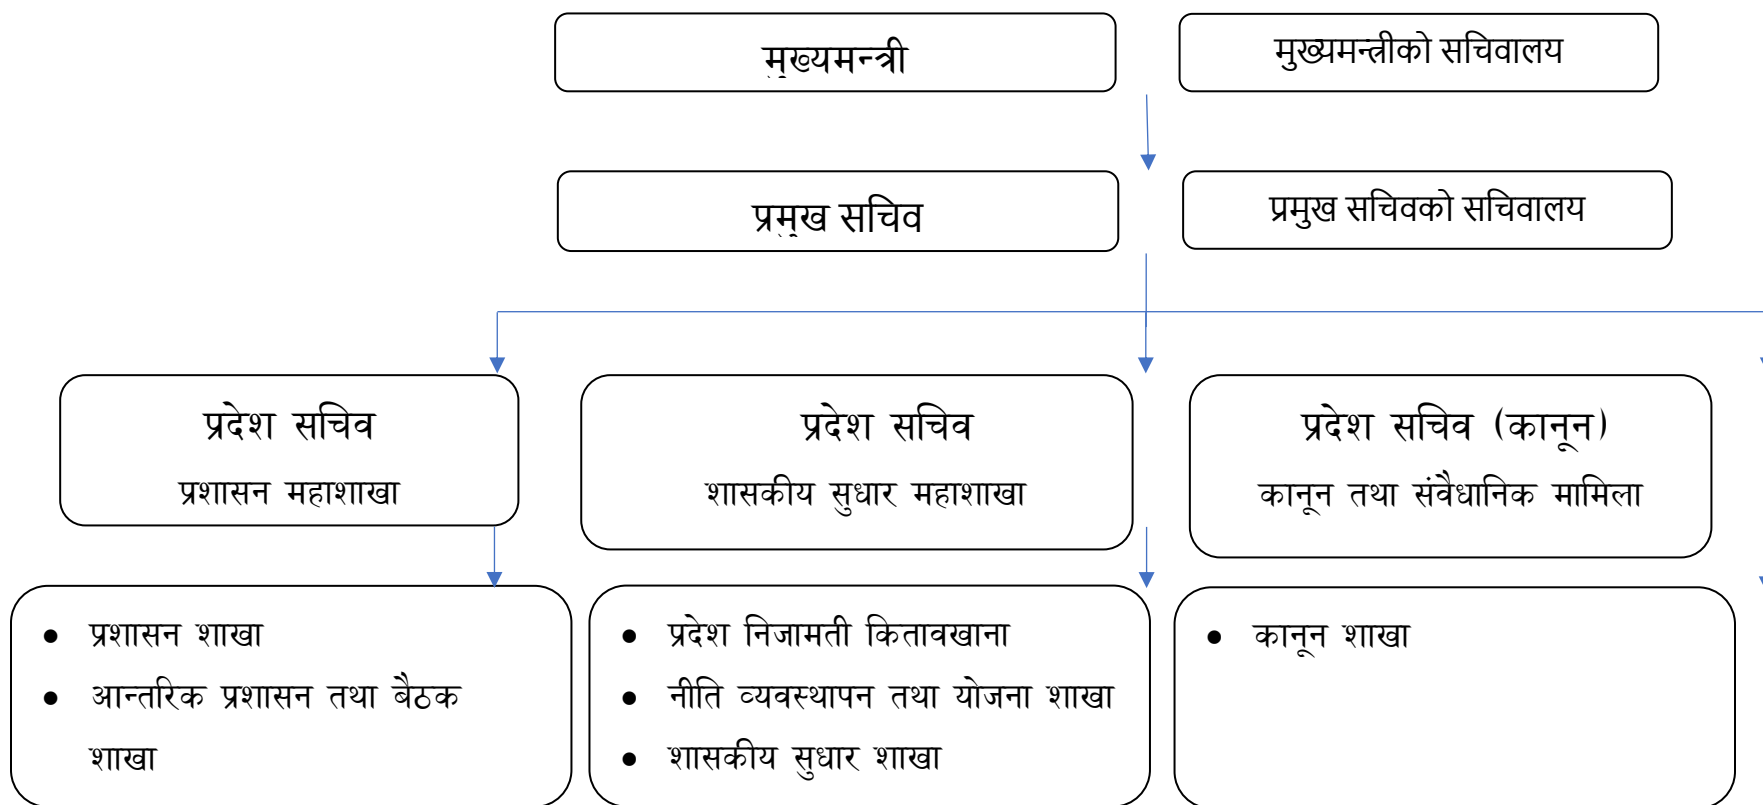 मुख्यमन्त्री
मुख्यमन्त्रीको सचिवालय
प्रमुख सचिव
प्रमुख सचिवको सचिवालय
प्रदेश सचिव
प्रशासन महाशाखा
प्रदेश सचिव
शासकीय सुधार महाशाखा
प्रदेश सचिव (कानून)
कानून तथा संवैधानिक मामिला
• प्रशासन शाखा
• आन्तरिक प्रशासन तथा बैठक
शाखा
• प्रदेश निजामती कितावखाना
• नीति व्यवस्थापन तथा योजना शाखा
• शासकीय सुधार शाखा
• कानून शाखा